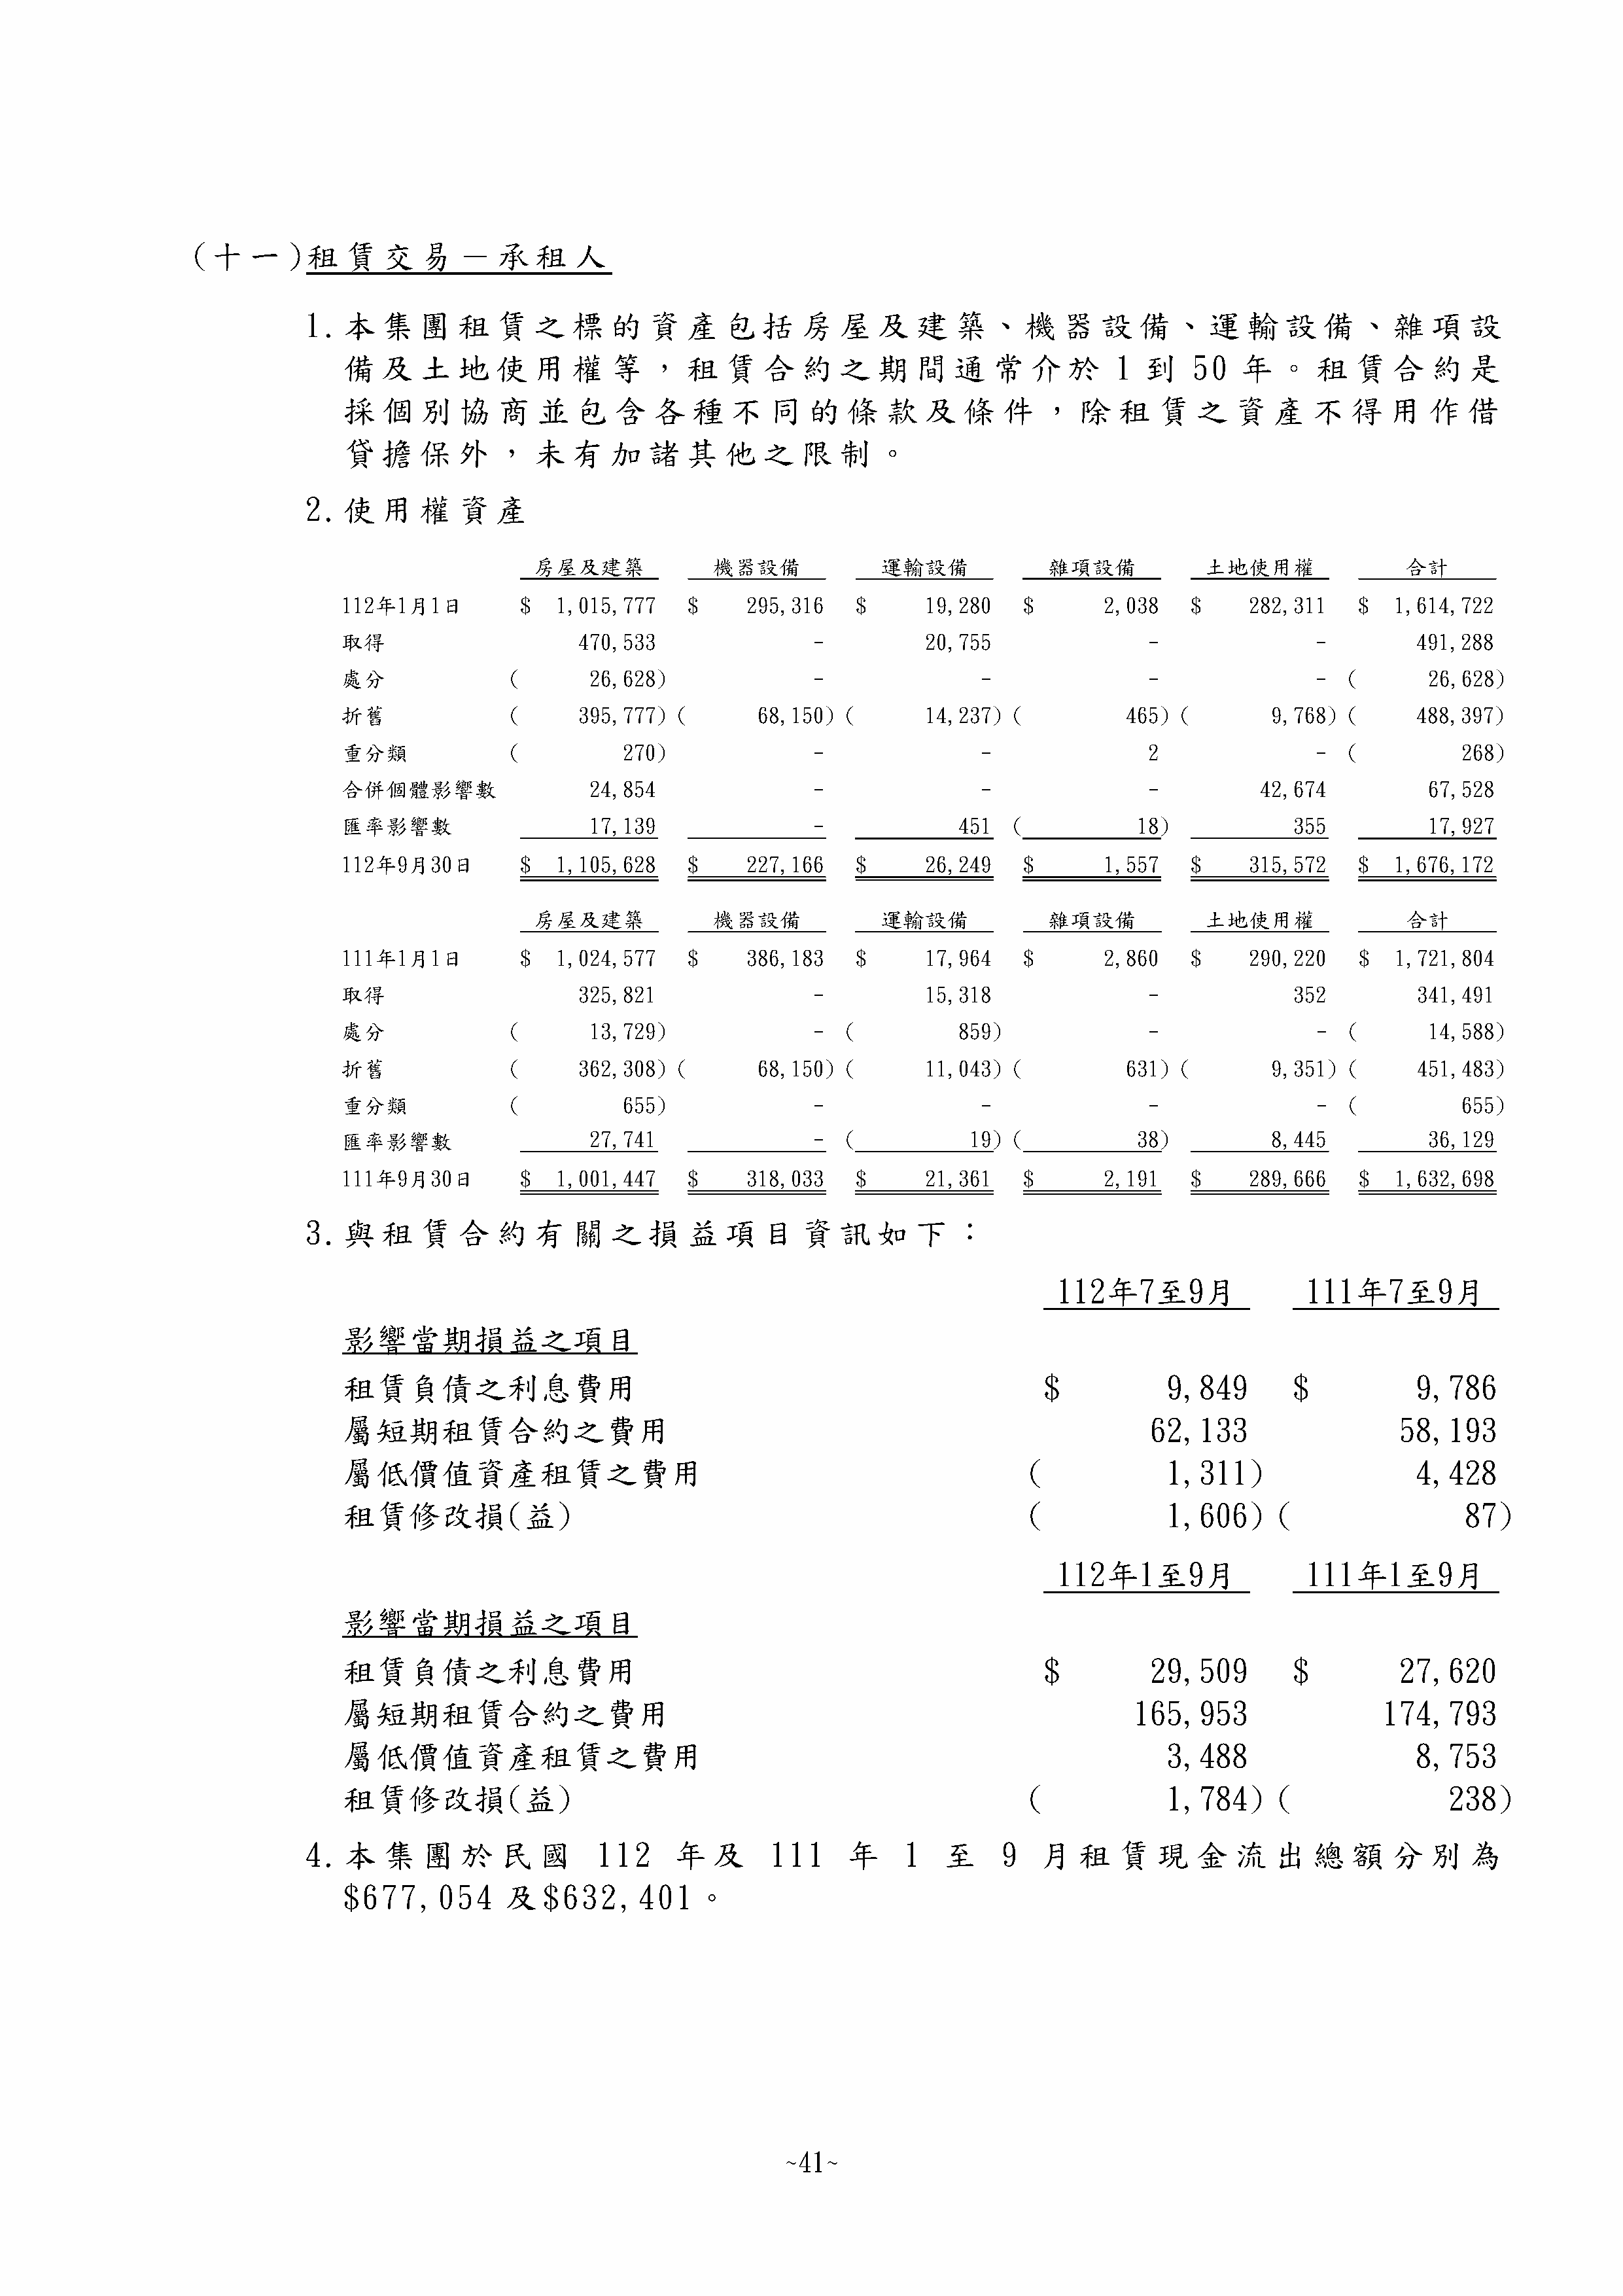 (十一)租賃交易－承租人
1.本集團租賃之標的資產包括房屋及建築、機器設備、運輸設備、雜項設
備及土地使用權等，租賃合約之期間通常介於 1 到 50 年。租賃合約是
採個別協商並包含各種不同的條款及條件，除租賃之資產不得用作借
貸擔保外，未有加諸其他之限制。
2.使用權資產
房屋及建築 機器設備 運輸設備 雜項設備 土地使用權 合計
112年1月1日 $ 1,015,777 $ 295,316 $ 19,280 $ 2,038 $ 282,311 $ 1,614,722
取得 470,533 - 20,755 - - 491,288
處分 ( 26,628) - - - - ( 26,628)
折舊 ( 395,777) ( 68,150) ( 14,237) ( 465) ( 9,768) ( 488,397)
重分類 ( 270) - - 2 - ( 268)
合併個體影響數 24,854 - - - 42,674 67,528
匯率影響數 17,139 - 451 ( 18) 355 17,927
112年9月30日 $ 1,105,628 $ 227,166 $ 26,249 $ 1,557 $ 315,572 $ 1,676,172
房屋及建築 機器設備 運輸設備 雜項設備 土地使用權 合計
111年1月1日 $ 1,024,577 $ 386,183 $ 17,964 $ 2,860 $ 290,220 $ 1,721,804
取得 325,821 - 15,318 - 352 341,491
處分 ( 13,729) - ( 859) - - ( 14,588)
折舊 ( 362,308) ( 68,150) ( 11,043) ( 631) ( 9,351) ( 451,483)
重分類 ( 655) - - - - ( 655)
匯率影響數 27,741 - ( 19) ( 38) 8,445 36,129
111年9月30日 $ 1,001,447 $ 318,033 $ 21,361 $ 2,191 $ 289,666 $ 1,632,698
3.與租賃合約有關之損益項目資訊如下：
112年7至9月 111年7至9月
影響當期損益之項目
租賃負債之利息費用 $ 9,849 $ 9,786
屬短期租賃合約之費用 62,133 58,193
屬低價值資產租賃之費用 ( 1,311) 4,428
租賃修改損(益) ( 1,606) ( 87)
112年1至9月 111年1至9月
影響當期損益之項目
租賃負債之利息費用 $ 29,509 $ 27,620
屬短期租賃合約之費用 165,953 174,793
屬低價值資產租賃之費用 3,488 8,753
租賃修改損(益) ( 1,784) ( 238)
4.本集團於民國 112 年及 111 年 1 至 9 月租賃現金流出總額分別為
$677,054 及$632,401。
~41~